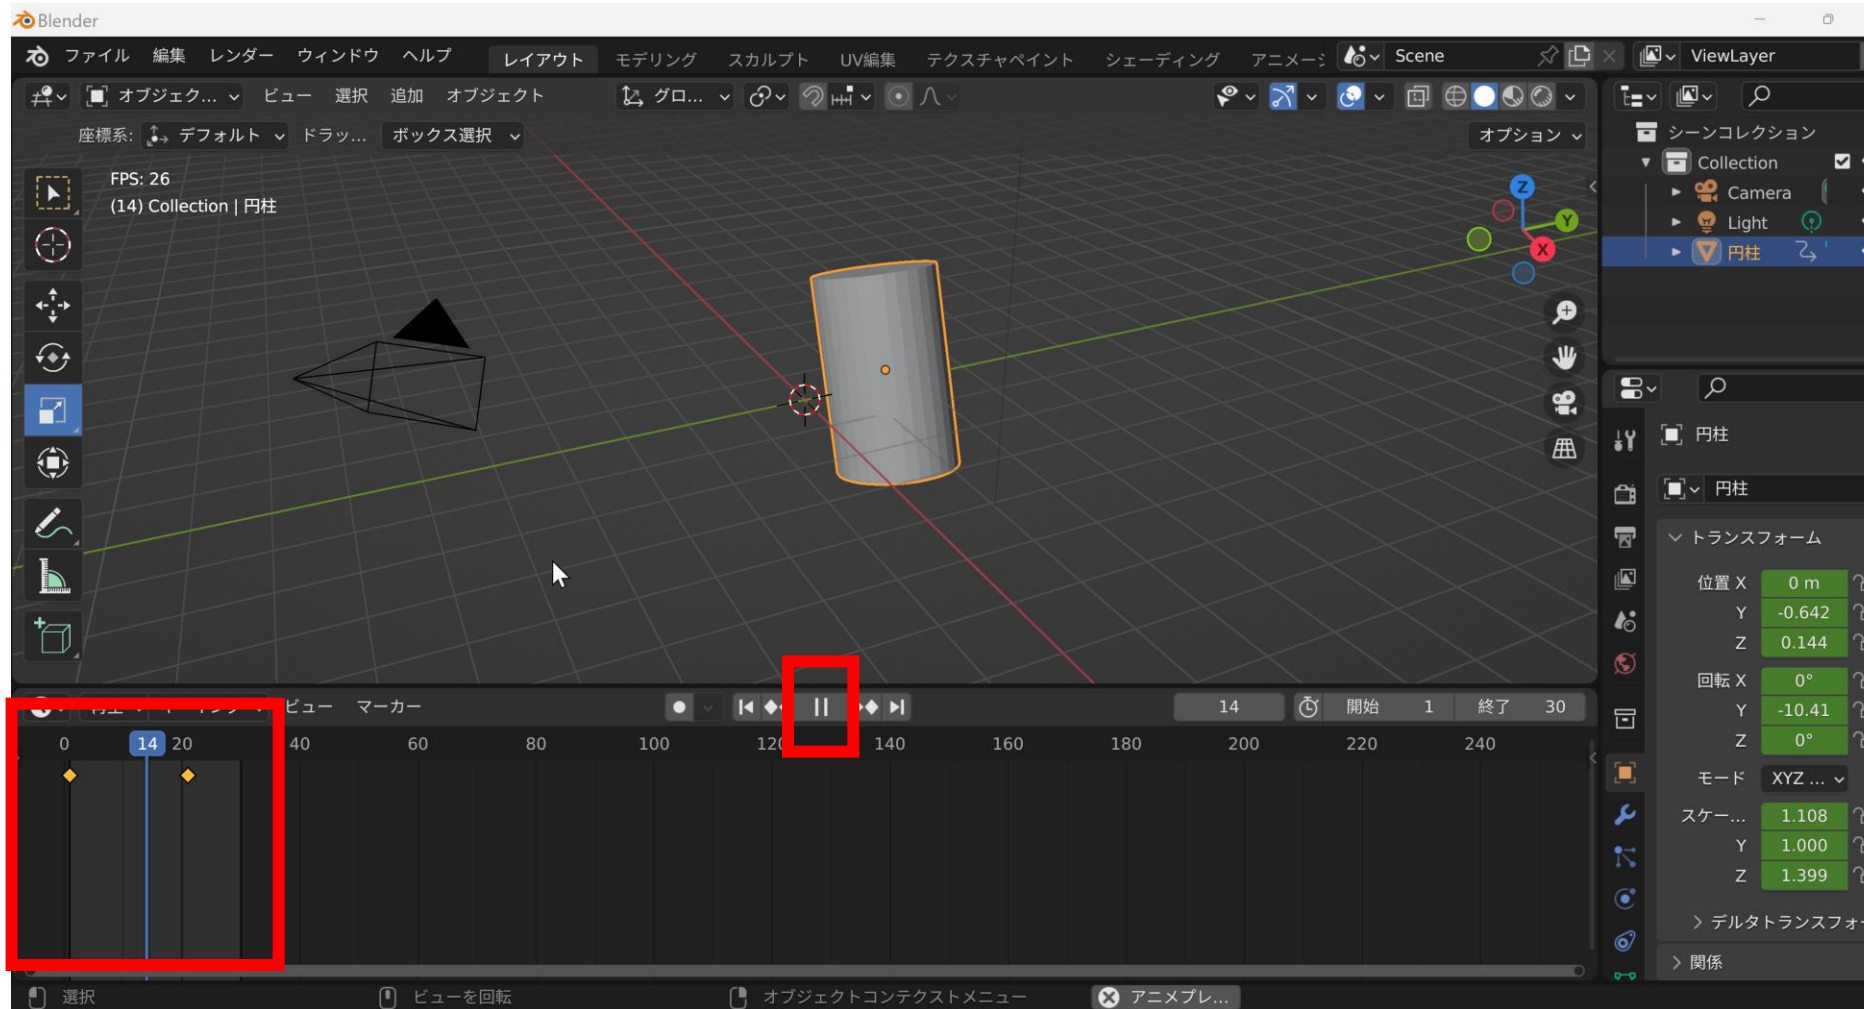 Blender
ファイル 編集 レンダー ウィンドウ ヘルプ レイアウト モデリング スカルプト UV編集 テクスチャペイント シェーディング アニメー Scene ViewLayer
オブジェク... ビュー 選択 追加 オブジェクト グロ...
座標系: デフォルト ドラッ... ボックス選択 オプション
FPS: 26
(14) Collection | 円柱
Z
Y
X
シーンコレクション
Collection
Camera
Light
円柱
円柱
円柱
トランスフォーム
位置 X 0 m
Y -0.642
Z 0.144
回転 X 0°
Y -10.41
Z 0°
モード XYZ ...
スケー... 1.108
Y 1.000
Z 1.399
デルタトランスフォー
関係
ビュー マーカー 14 開始 1 終了 30
0 14 20 40 60 80 100 120 140 160 180 200 220 240
選択 ビューを回転 オブジェクトコンテクストメニュー アニメプレ...